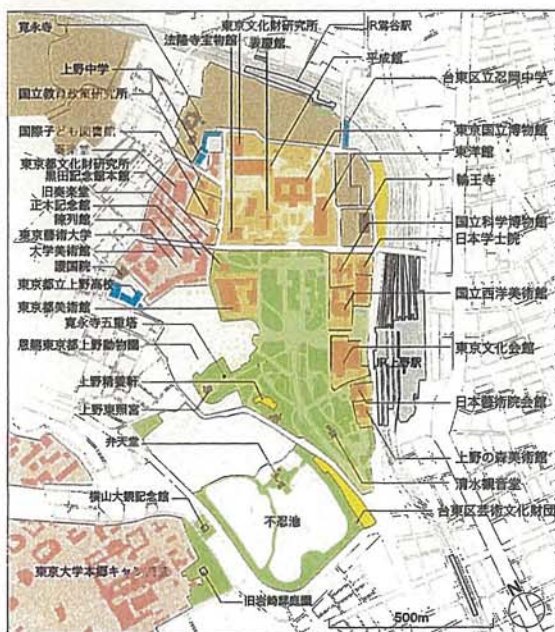 寛永寺
東京文化財研究所
法隆寺宝物館
表慶館
JR鶯谷駅
平成館
上野中学
台東区立忍岡中学
国立教育政策研究所
東京国立博物館
国際子ども図書館
東洋館
奏楽堂
東京都文化財研究所
黒田記念館本館
輪王寺
旧奏楽堂
正木記念館
陳列館
国立科学博物館
東京藝術大学
日本学士院
大学美術館
護国院
東京都立上野高校
国立西洋美術館
東京都美術館
寛永寺五重塔
東京文化会館
恩賜東京都上野動物園
JR上野駅
上野精養軒
日本藝術院会館
上野東照宮
上野の森美術館
弁天堂
清水観音堂
横山大観記念館
不忍池
台東区芸術文化財団
東京大学本郷キャンパス
旧岩崎邸庭園
500m
N